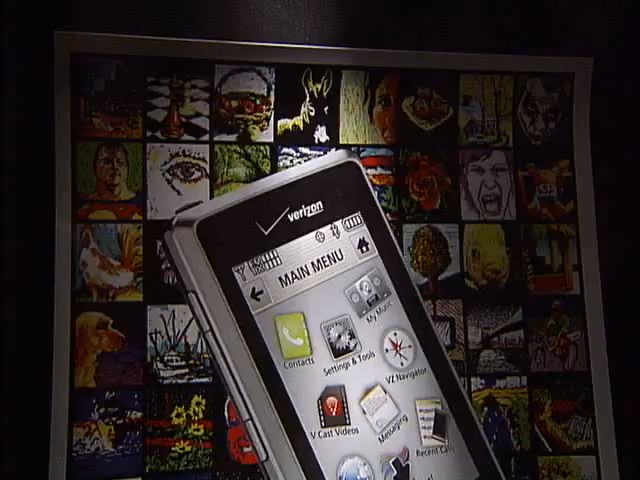 verizon
MAIN MENU
My Music
Contacts
Settings & Tools
VZ Navigator
V Cast Videos
Messaging
Recent Calls